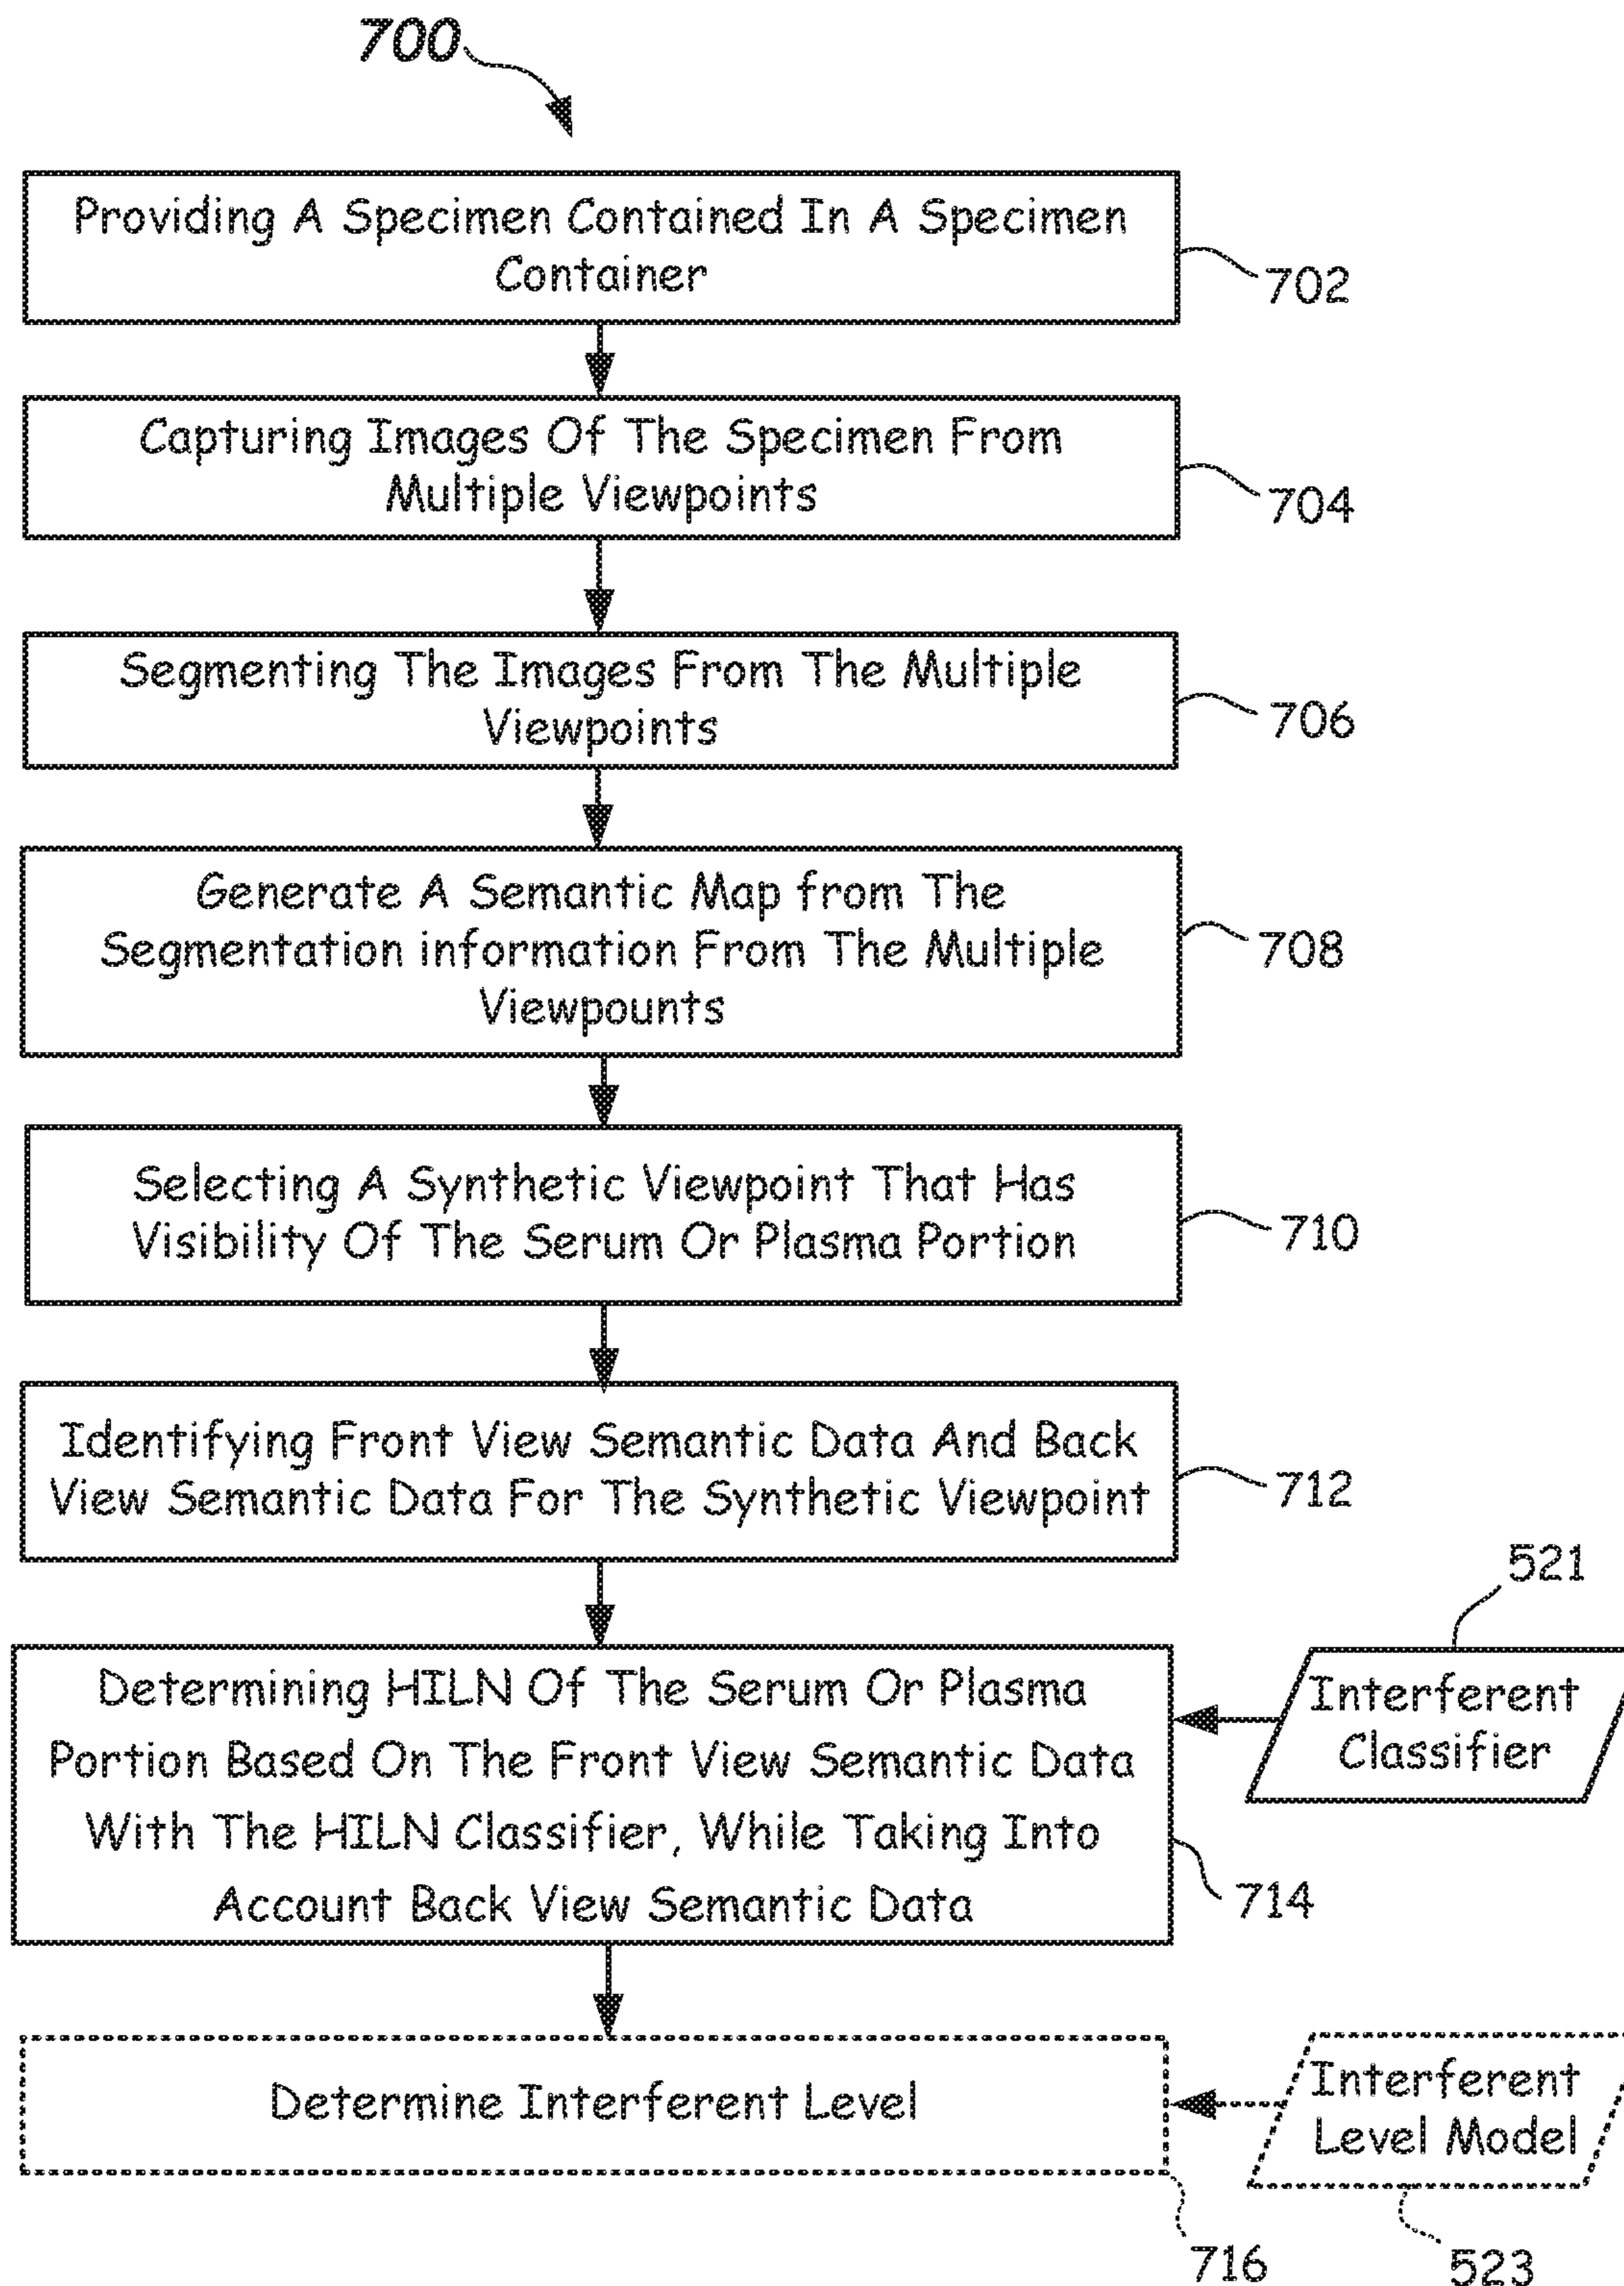 700
Providing A Specimen Contained In A Specimen
Container
702
Capturing Images Of The Specimen From
Multiple Viewpoints
704
Segmenting The Images From The Multiple
Viewpoints
706
Generate A Semantic Map from The
Segmentation information From The Multiple
Viewpounts
708
Selecting A Synthetic Viewpoint That Has
Visibility Of The Serum Or Plasma Portion
710
Identifying Front View Semantic Data And Back
View Semantic Data For The Synthetic Viewpoint
712
521
Determining HILN Of The Serum Or Plasma
Portion Based On The Front View Semantic Data
With The HILN Classifier, While Taking Into
Account Back View Semantic Data
Interferent
Classifier
714
Determine Interferent Level
Interferent
Level Model
716
523